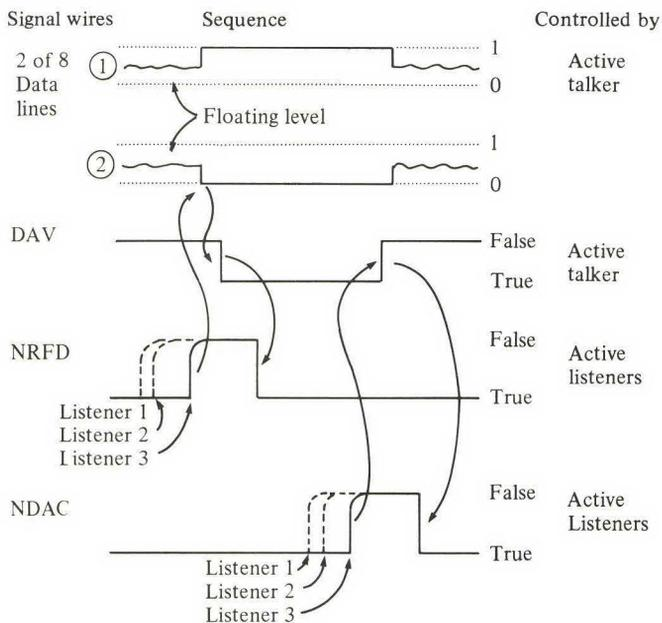 Signal wires Sequence Controlled by
2 of 8
Data
lines
1
1
0
Active
talker
Floating level
2
1
0
DAV
False
True
Active
talker
NRFD
False
True
Active
listeners
Listener 1
Listener 2
Listener 3
NDAC
False
True
Active
Listeners
Listener 1
Listener 2
Listener 3